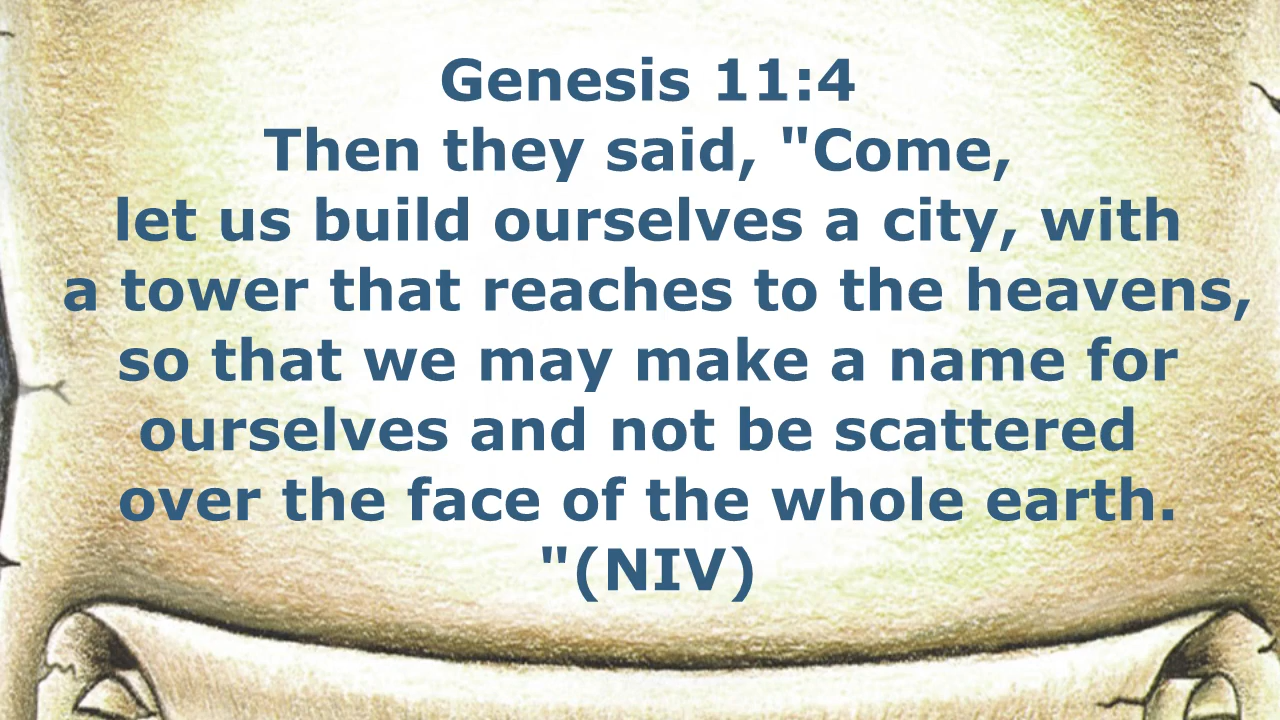 Genesis 11:4
Then they said, "Come,
let us build ourselves a city, with
a tower that reaches to the heavens,
so that we may make a name for
ourselves and not be scattered
over the face of the whole earth.
"(NIV)